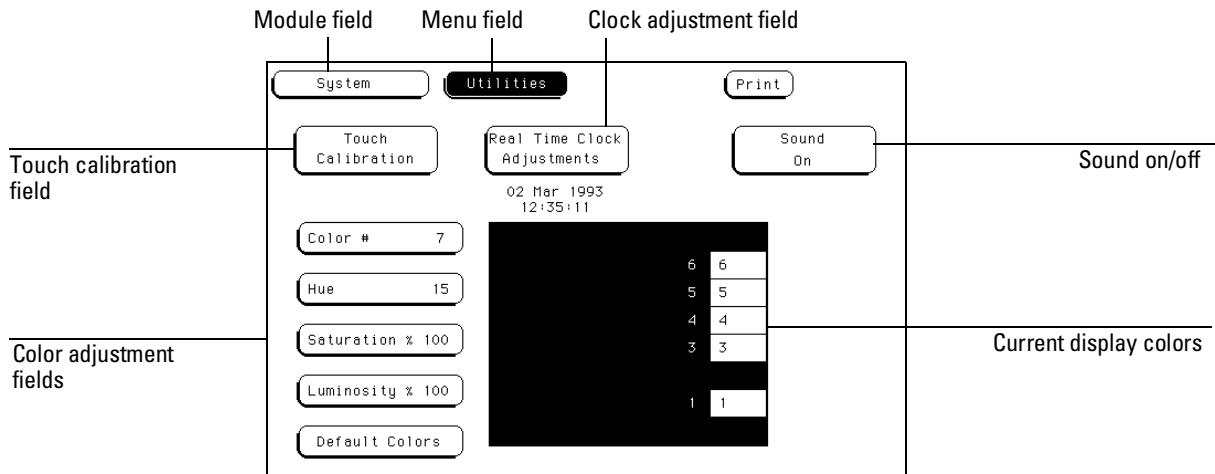 Module field
Menu field
Clock adjustment field
System
Utilities
Print
Touch
Calibration
Real Time Clock
Adjustments
Sound
On
Touch calibration
field
Sound on/off
02 Mar 1993
12:35:11
Color # 7
6 6
Hue 15
5 5
4 4
Saturation % 100
3 3
Color adjustment
fields
Current display colors
Luminosity % 100
1 1
Default Colors